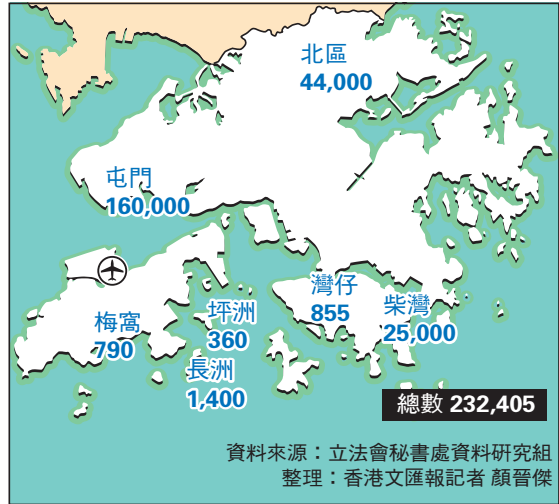 北區
44,000
屯門
160,000
灣仔
855
柴灣
25,000
坪洲
360
梅窩
790
長洲
1,400
總數 232,405
資料來源：立法會秘書處資料研究組
整理：香港文匯報記者 顏晉傑